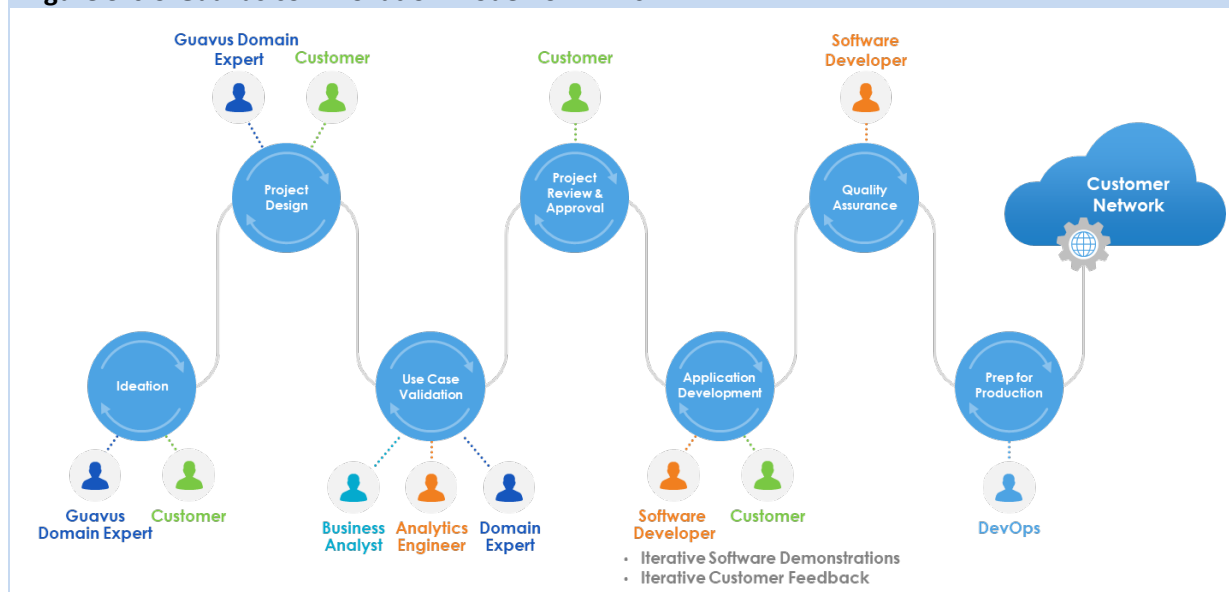 Guavus Domain
Expert
Customer
Customer
Software
Developer
Project
Design
Project
Review &
Approval
Quality
Assurance
Customer
Network
Ideation
Use Case
Validation
Application
Development
Prep for
Production
Guavus
Domain Expert
Customer
Business
Analyst
Analytics
Engineer
Domain
Expert
Software
Developer
Customer
DevOps
• Iterative Software Demonstrations
• Iterative Customer Feedback